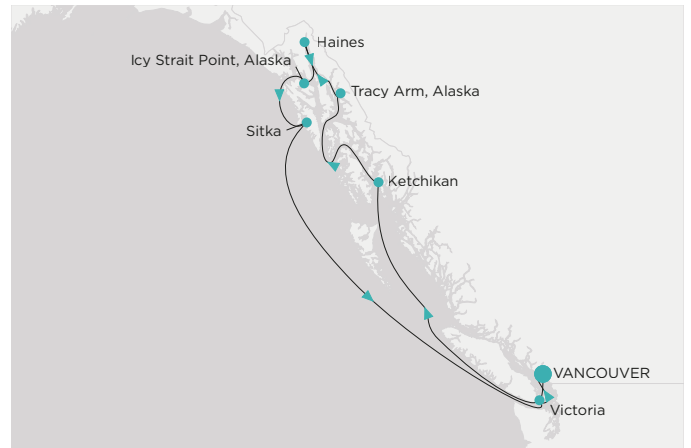 Haines
Icy Strait Point, Alaska
Tracy Arm, Alaska
Sitka
Ketchikan
VANCOUVER
Victoria